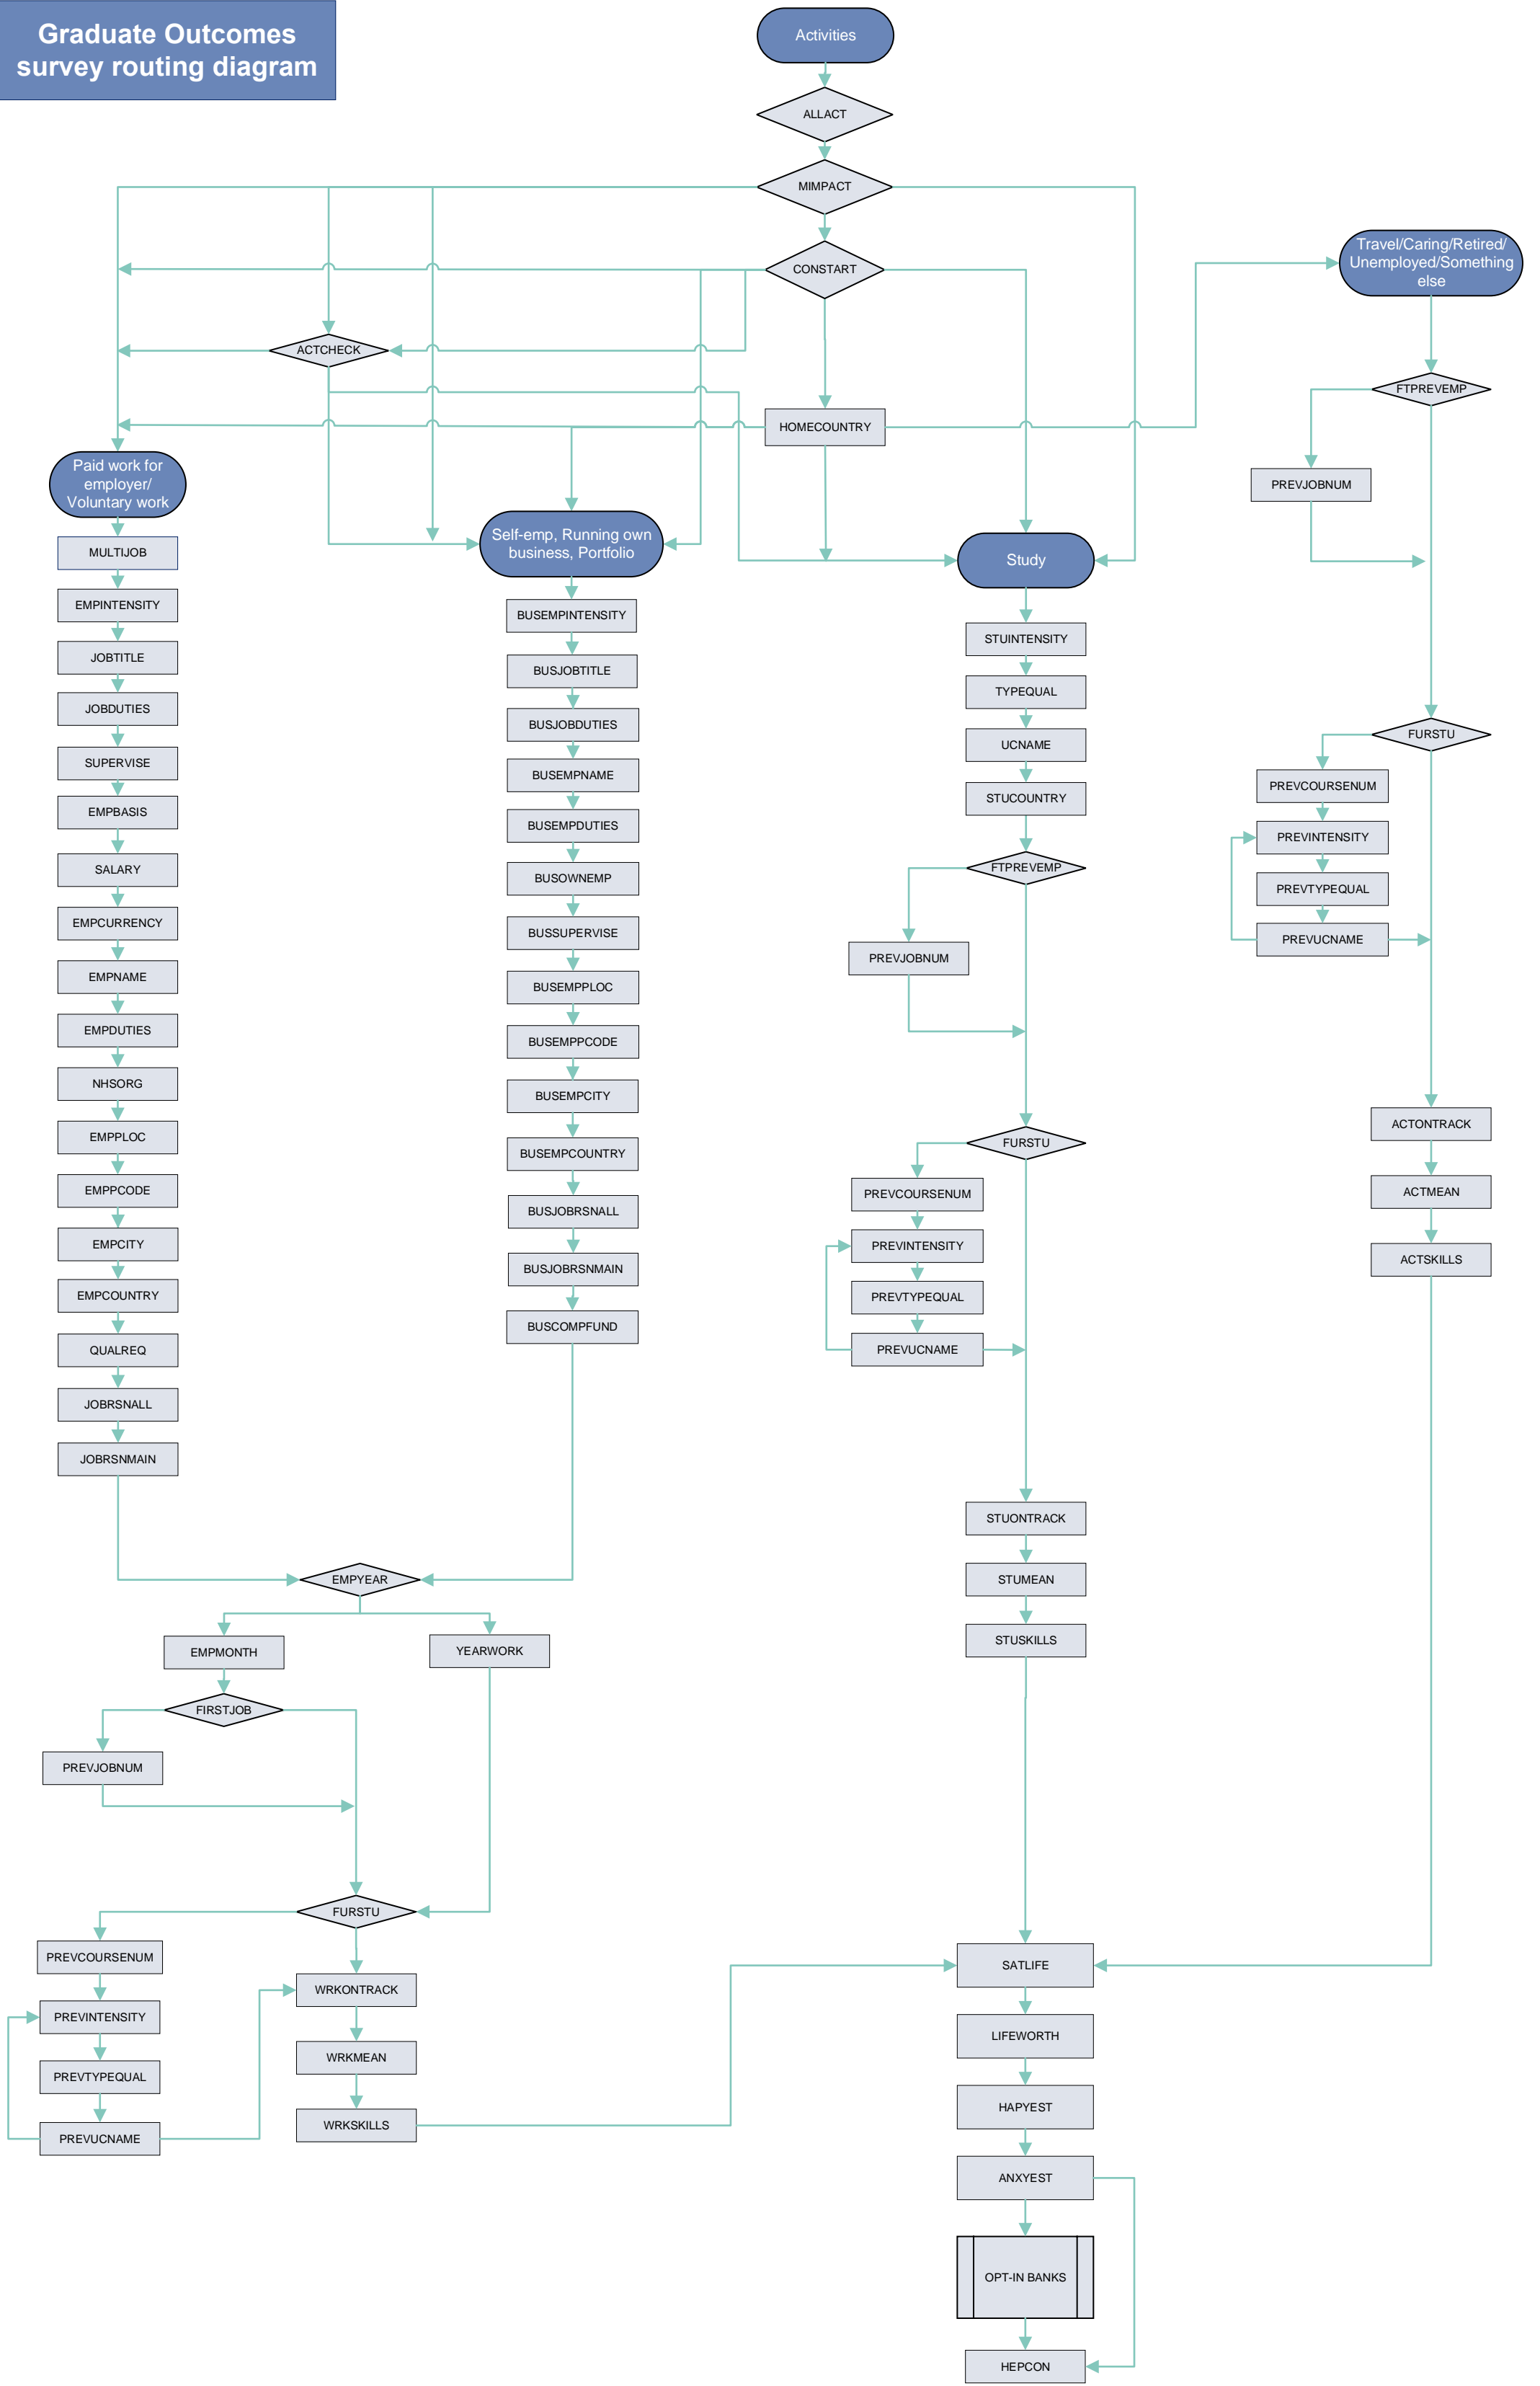 Graduate Outcomes
survey routing diagram
Activities
ALLACT
MIMPACT
CONSTART
ACTCHECK
HOMECOUNTRY
Paid work for
employer/
Voluntary work
MULTIJOB
EMPINTENSITY
JOBTITLE
JOBDUTIES
SUPERVISE
EMPBASIS
SALARY
EMPCURRENCY
EMPNAME
EMPDUTIES
NHSORG
EMPPLOC
EMPPCODE
EMPCITY
EMPCOUNTRY
QUALREQ
JOBRSNALL
JOBRSNMAIN
Self-emp, Running own
business, Portfolio
BUSEMPINTENSITY
BUSJOBTITLE
BUSJOBDUTIES
BUSEMPNAME
BUSEMPDUTIES
BUSOWNEMP
BUSSUPERVISE
BUSEMPPLOC
BUSEMPPCODE
BUSEMPCITY
BUSEMPCOUNTRY
BUSJOBRSNALL
BUSJOBRSNMAIN
BUSCOMPFUND
EMPYEAR
EMPMONTH
YEARWORK
FIRSTJOB
PREVJOBNUM
FURSTU
PREVCOURSENUM
PREVINTENSITY
PREVTYPEQUAL
PREVUCNAME
WRKONTRACK
WRKMEAN
WRKSKILLS
Study
STUINTENSITY
TYPEQUAL
UCNAME
STUCOUNTRY
FTPREVEMP
PREVJOBNUM
FURSTU
PREVCOURSENUM
PREVINTENSITY
PREVTYPEQUAL
PREVUCNAME
STUONTRACK
STUMEAN
STUSKILLS
Travel/Caring/Retired/
Unemployed/Something
else
FTPREVEMP
PREVJOBNUM
FURSTU
PREVCOURSENUM
PREVINTENSITY
PREVTYPEQUAL
PREVUCNAME
ACTONTRACK
ACTMEAN
ACTSKILLS
SATLIFE
LIFEWORTH
HAPYEST
ANXYEST
OPT-IN BANKS
HEPCON